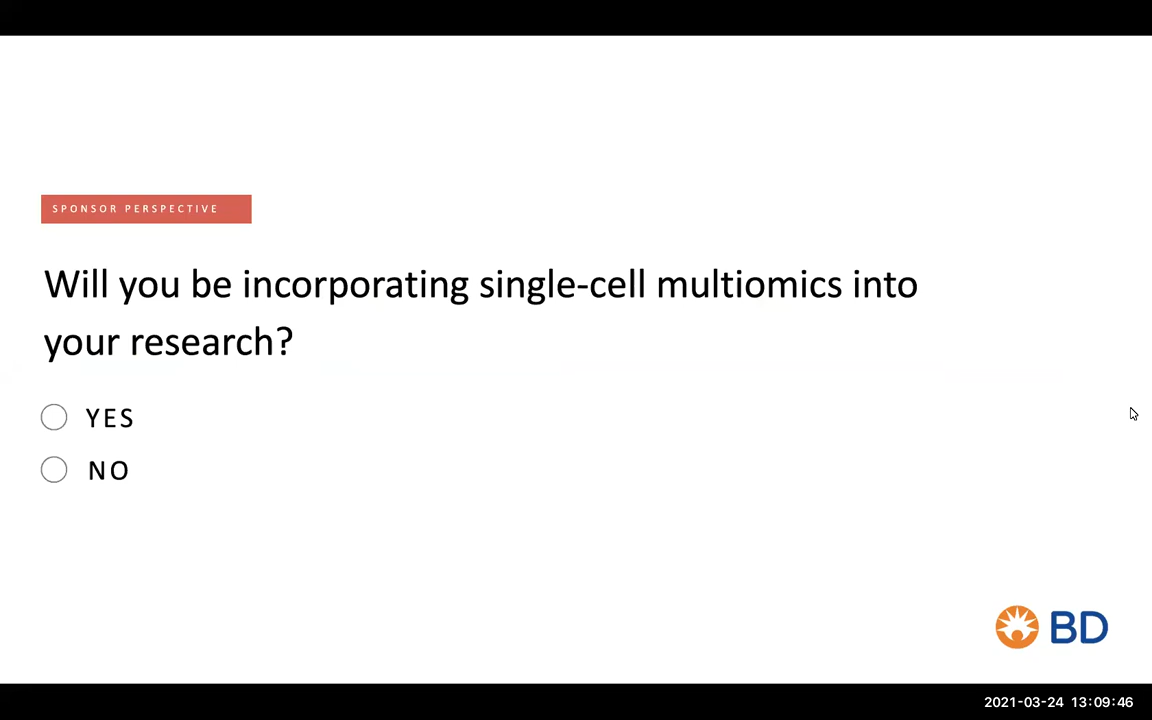 SPONSOR PERSPECTIVE
Will you be incorporating single-cell multiomics into
your research?
YES
NO
BD
2021-03-24 13:09:46